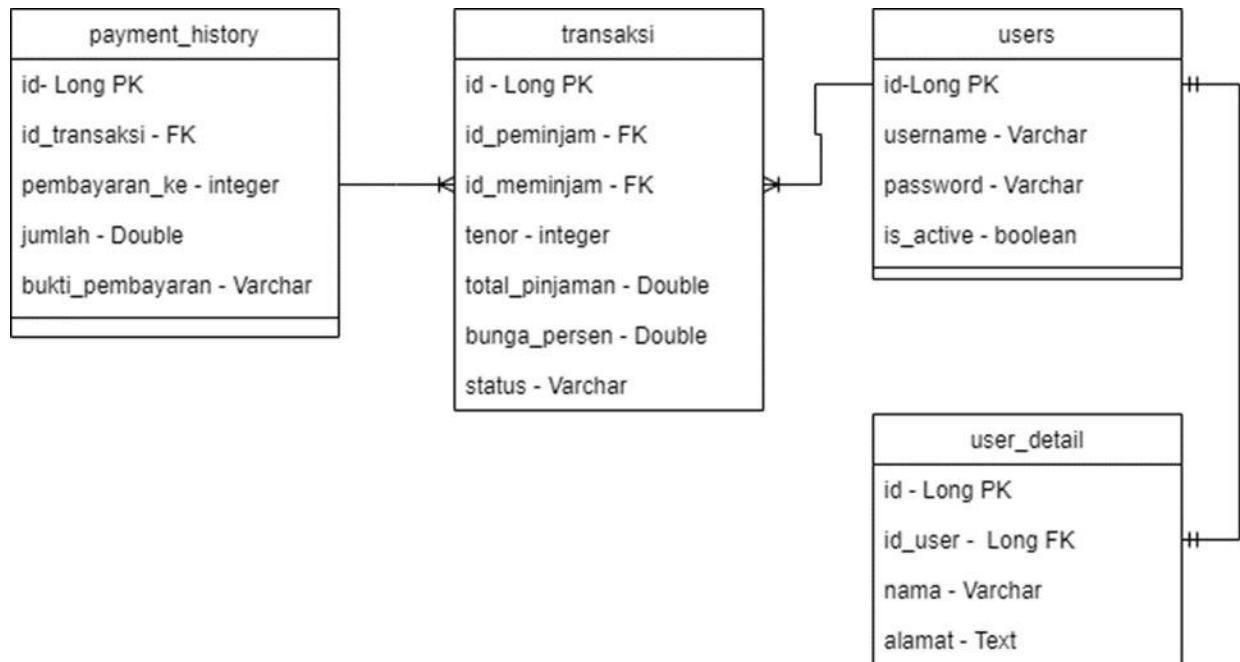 payment_history
id- Long PK
id_transaksi - FK
pembayaran_ke - integer
jumlah - Double
bukti_pembayaran - Varchar
transaksi
id - Long PK
id_peminjam - FK
id_meminjam - FK
tenor - integer
total_pinjaman - Double
bunga_persen - Double
status - Varchar
users
id-Long PK
username - Varchar
password - Varchar
is_active - boolean
user_detail
id - Long PK
id_user -  Long FK
nama - Varchar
alamat - Text